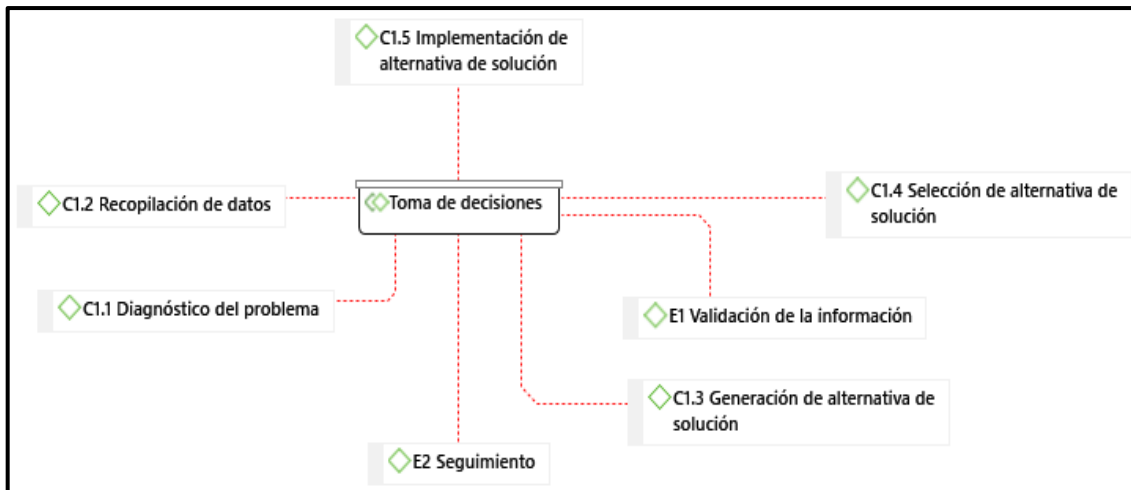 C1.5 Implementación de
alternativa de solución
C1.2 Recopilación de datos
Toma de decisiones
C1.4 Selección de alternativa de
solución
C1.1 Diagnóstico del problema
E1 Validación de la información
C1.3 Generación de alternativa de
solución
E2 Seguimiento